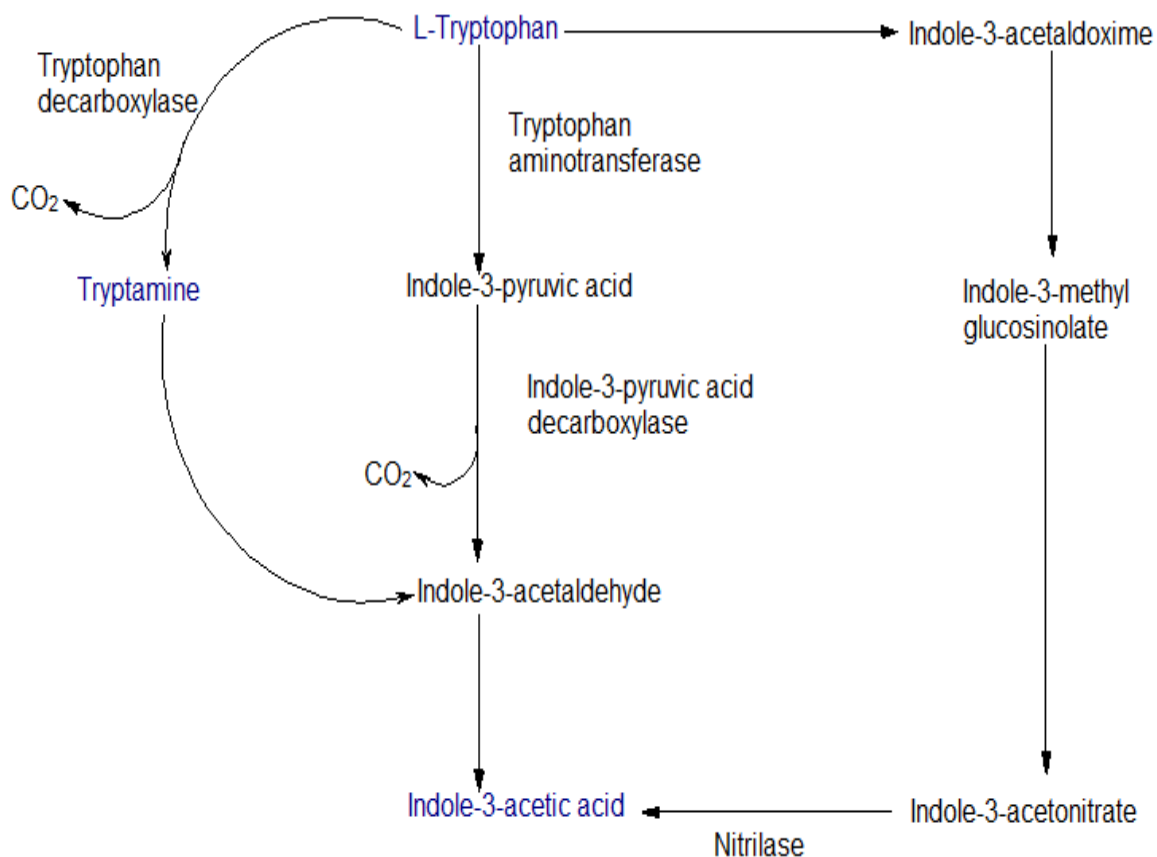 L-Tryptophan
Indole-3-acetaldoxime
Tryptophan
decarboxylase
Tryptophan
aminotransferase
CO₂
Tryptamine
Indole-3-pyruvic acid
Indole-3-methyl
glucosinolate
Indole-3-pyruvic acid
decarboxylase
CO₂
Indole-3-acetaldehyde
Indole-3-acetic acid
Indole-3-acetonitrate
Nitrilase